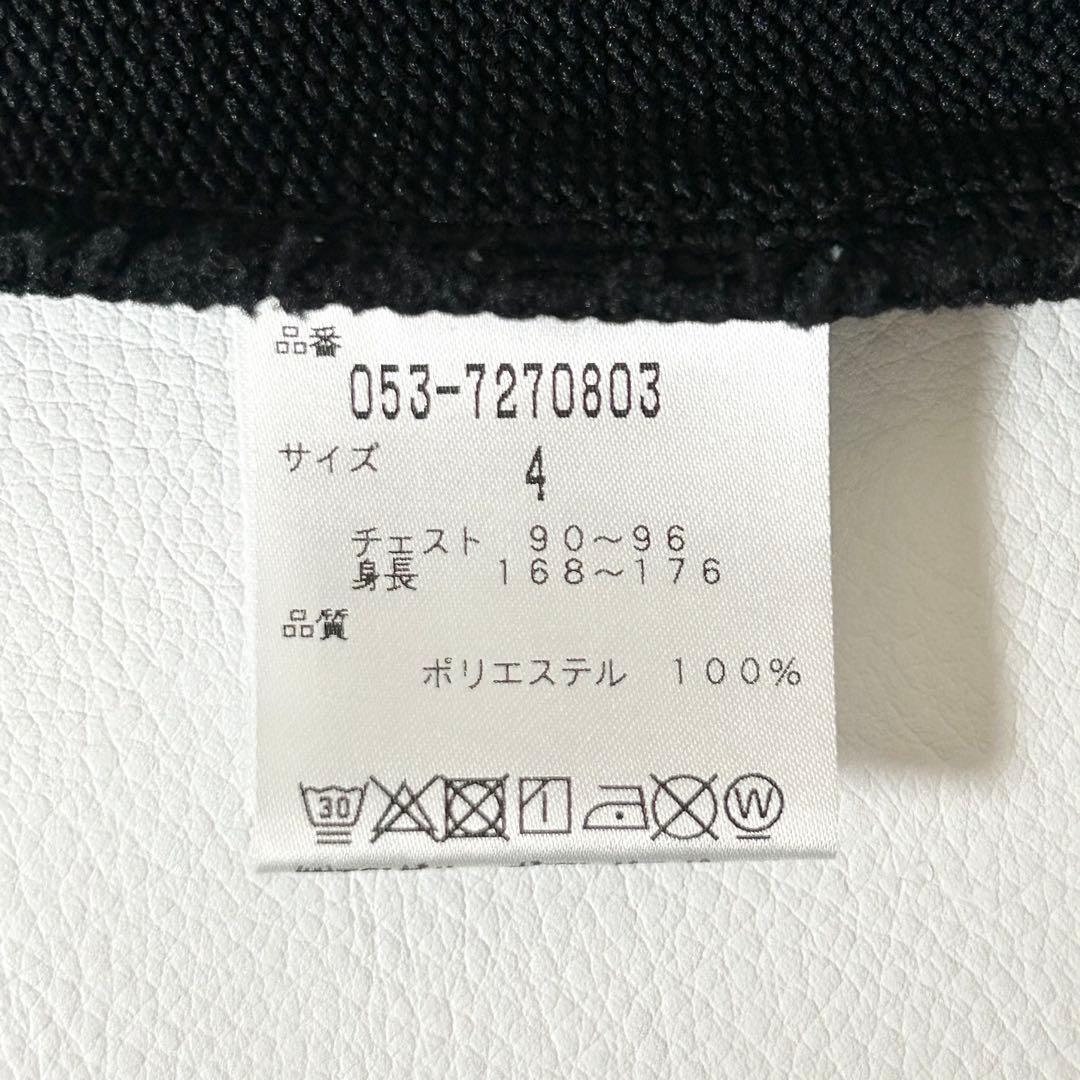 品番
053-7270803
サイズ 4
チェスト 90～96
身長 168～176
品質
ポリエステル 100%
30 W